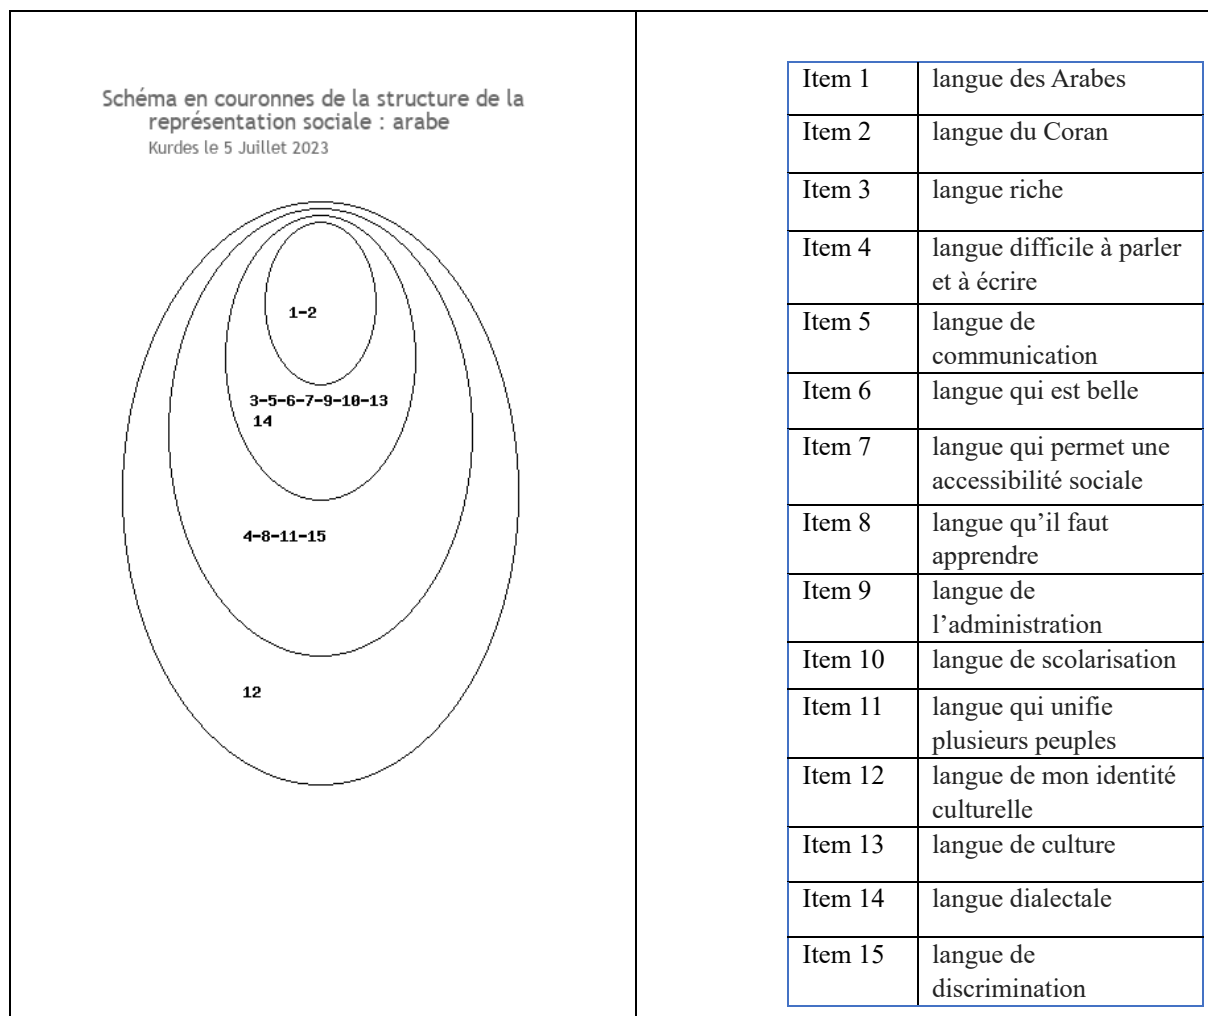 Schéma en couronnes de la structure de la
représentation sociale : arabe
Kurdes le 5 Juillet 2023
1-2
3-5-6-7-9-10-13
14
4-8-11-15
12
Item 1 langue des Arabes
Item 2 langue du Coran
Item 3 langue riche
Item 4 langue difficile à parler
et à écrire
Item 5 langue de
communication
Item 6 langue qui est belle
Item 7 langue qui permet une
accessibilité sociale
Item 8 langue qu’il faut
apprendre
Item 9 langue de
l’administration
Item 10 langue de scolarisation
Item 11 langue qui unifie
plusieurs peuples
Item 12 langue de mon identité
culturelle
Item 13 langue de culture
Item 14 langue dialectale
Item 15 langue de
discrimination